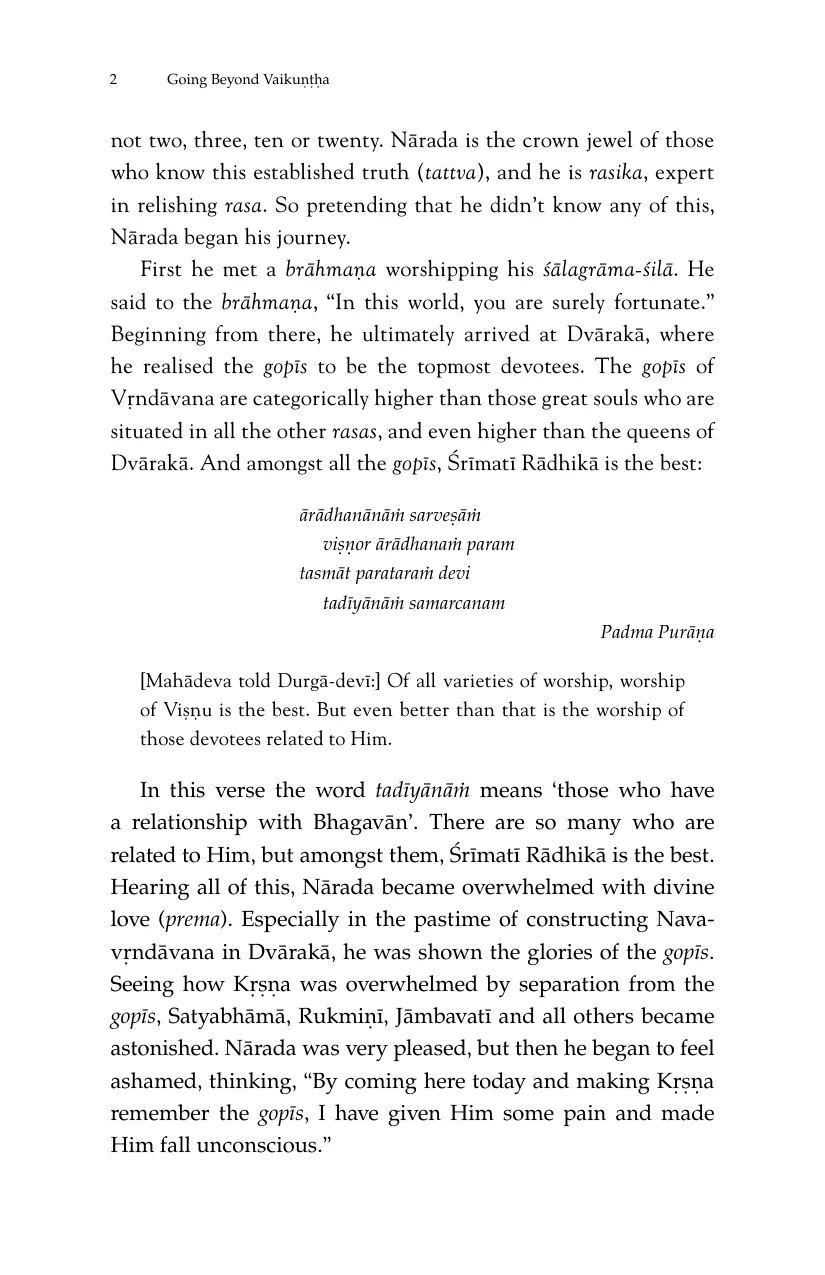 2 Going Beyond Vaikuṇṭha
not two, three, ten or twenty. Nārada is the crown jewel of those
who know this established truth (tattva), and he is rasika, expert
in relishing rasa. So pretending that he didn’t know any of this,
Nārada began his journey.
First he met a brāhmaṇa worshipping his śālagrāma-śilā. He
said to the brāhmaṇa, “In this world, you are surely fortunate.”
Beginning from there, he ultimately arrived at Dvārakā, where
he realised the gopīs to be the topmost devotees. The gopīs of
Vṛndāvana are categorically higher than those great souls who are
situated in all the other rasas, and even higher than the queens of
Dvārakā. And amongst all the gopīs, Śrīmatī Rādhikā is the best:
ārādhanānāṁ sarveṣāṁ
viṣṇor ārādhanaṁ param
tasmāt parataraṁ devi
tadīyānāṁ samarcanam
Padma Purāṇa
[Mahādeva told Durgā-devī:] Of all varieties of worship, worship
of Viṣṇu is the best. But even better than that is the worship of
those devotees related to Him.
In this verse the word tadīyānāṁ means ‘those who have
a relationship with Bhagavān’. There are so many who are
related to Him, but amongst them, Śrīmatī Rādhikā is the best.
Hearing all of this, Nārada became overwhelmed with divine
love (prema). Especially in the pastime of constructing Nava-
vṛndāvana in Dvārakā, he was shown the glories of the gopīs.
Seeing how Kṛṣṇa was overwhelmed by separation from the
gopīs, Satyabhāmā, Rukmiṇī, Jāmbavatī and all others became
astonished. Nārada was very pleased, but then he began to feel
ashamed, thinking, “By coming here today and making Kṛṣṇa
remember the gopīs, I have given Him some pain and made
Him fall unconscious.”